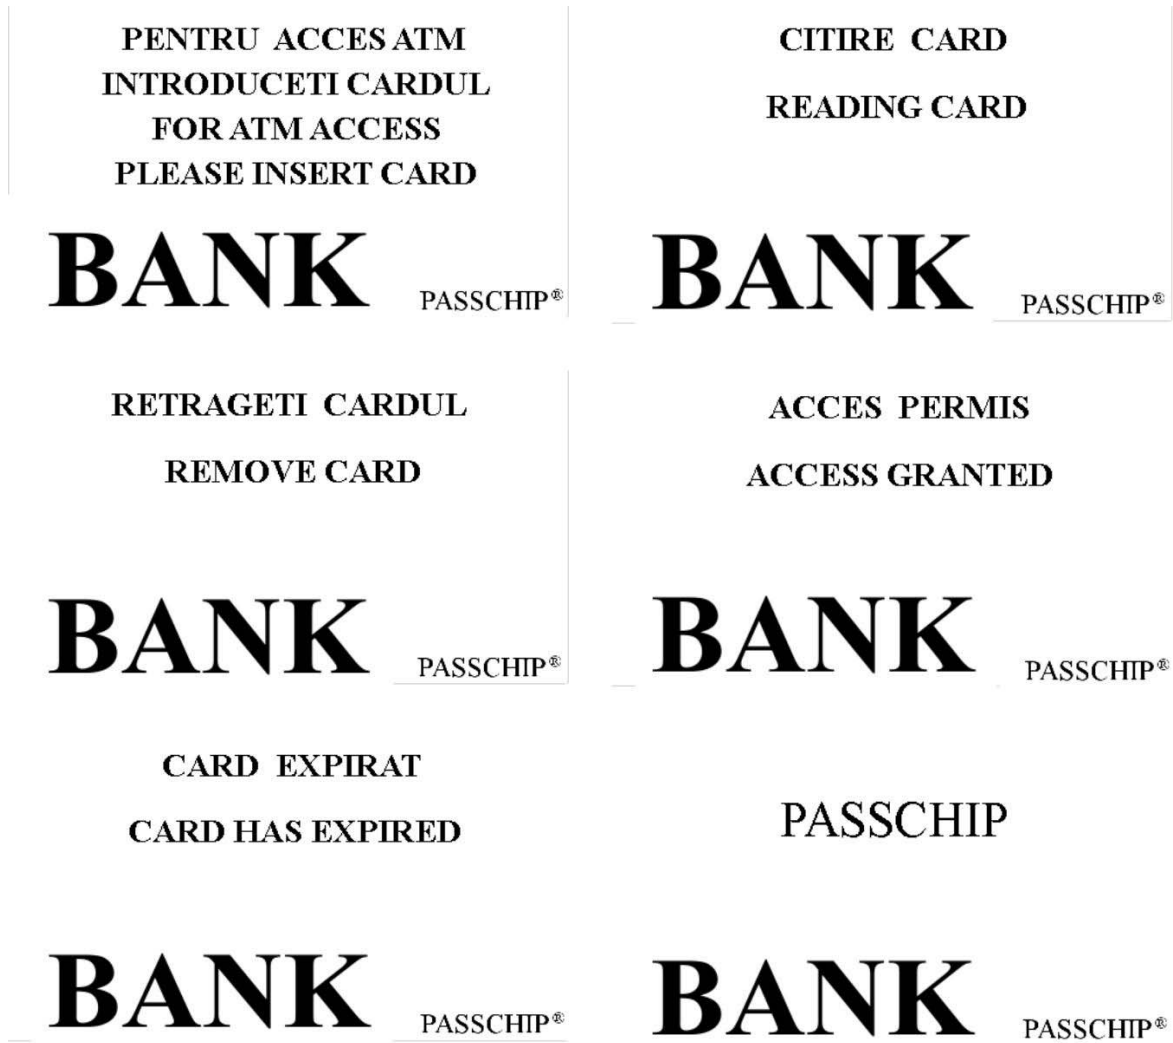 PENTRU ACCES ATM
INTRODUCETI CARDUL
FOR ATM ACCESS
PLEASE INSERT CARD
BANK PASSCHIP®
CITIRE CARD
READING CARD
BANK PASSCHIP®
RETRAGETI CARDUL
REMOVE CARD
BANK PASSCHIP®
ACCES PERMIS
ACCESS GRANTED
BANK PASSCHIP®
CARD EXPIRAT
CARD HAS EXPIRED
BANK PASSCHIP®
PASSCHIP
BANK PASSCHIP®